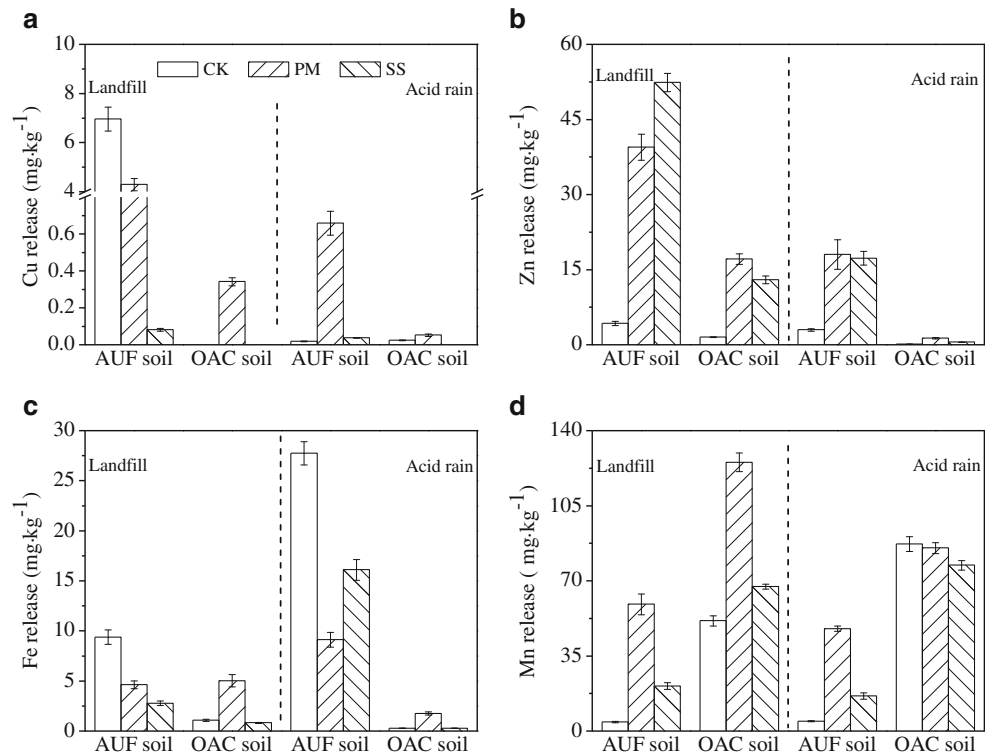 a
10
8
6
4
0.6
0.4
0.2
0.0
Cu release (mg·kg⁻¹)
CK PM SS
Landfill
Acid rain
AUF soil OAC soil AUF soil OAC soil
b
60
45
30
15
0
Zn release (mg·kg⁻¹)
Landfill
Acid rain
AUF soil OAC soil AUF soil OAC soil
c
30
25
20
15
10
5
0
Fe release (mg·kg⁻¹)
Landfill
Acid rain
AUF soil OAC soil AUF soil OAC soil
d
140
105
70
35
0
Mn release ( mg·kg⁻¹)
Landfill
Acid rain
AUF soil OAC soil AUF soil OAC soil